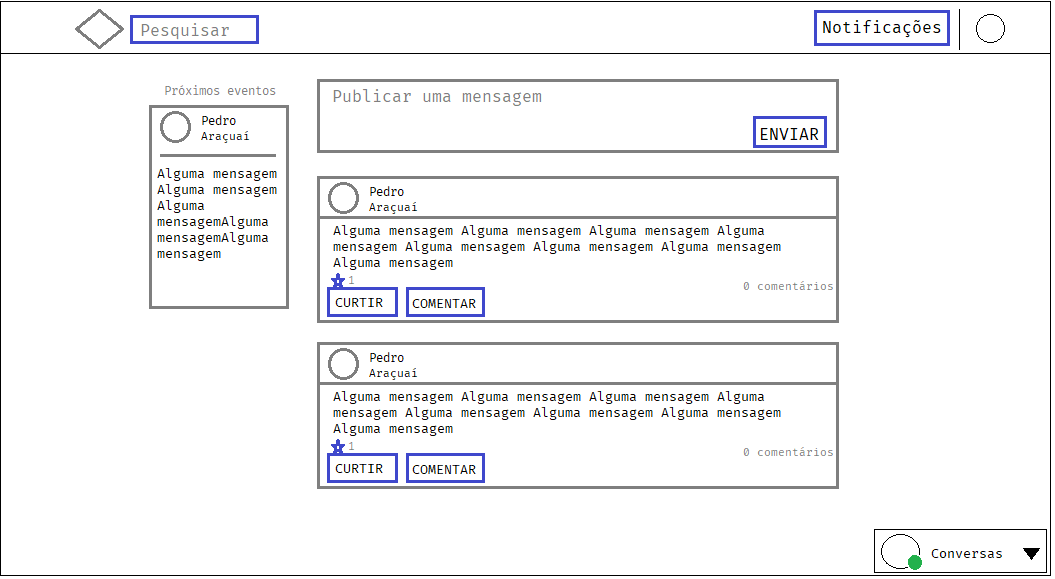 Pesquisar
Notificações
Próximos eventos
Pedro
Araçuaí
Alguma mensagem
Alguma mensagem
Alguma
mensagemAlguma
mensagemAlguma
mensagem
Publicar uma mensagem
ENVIAR
Pedro
Araçuaí
Alguma mensagem Alguma mensagem Alguma mensagem Alguma
mensagem Alguma mensagem Alguma mensagem Alguma mensagem
Alguma mensagem
1
0 comentários
CURTIR
COMENTAR
Pedro
Araçuaí
Alguma mensagem Alguma mensagem Alguma mensagem Alguma
mensagem Alguma mensagem Alguma mensagem Alguma mensagem
Alguma mensagem
1
0 comentários
CURTIR
COMENTAR
Conversas